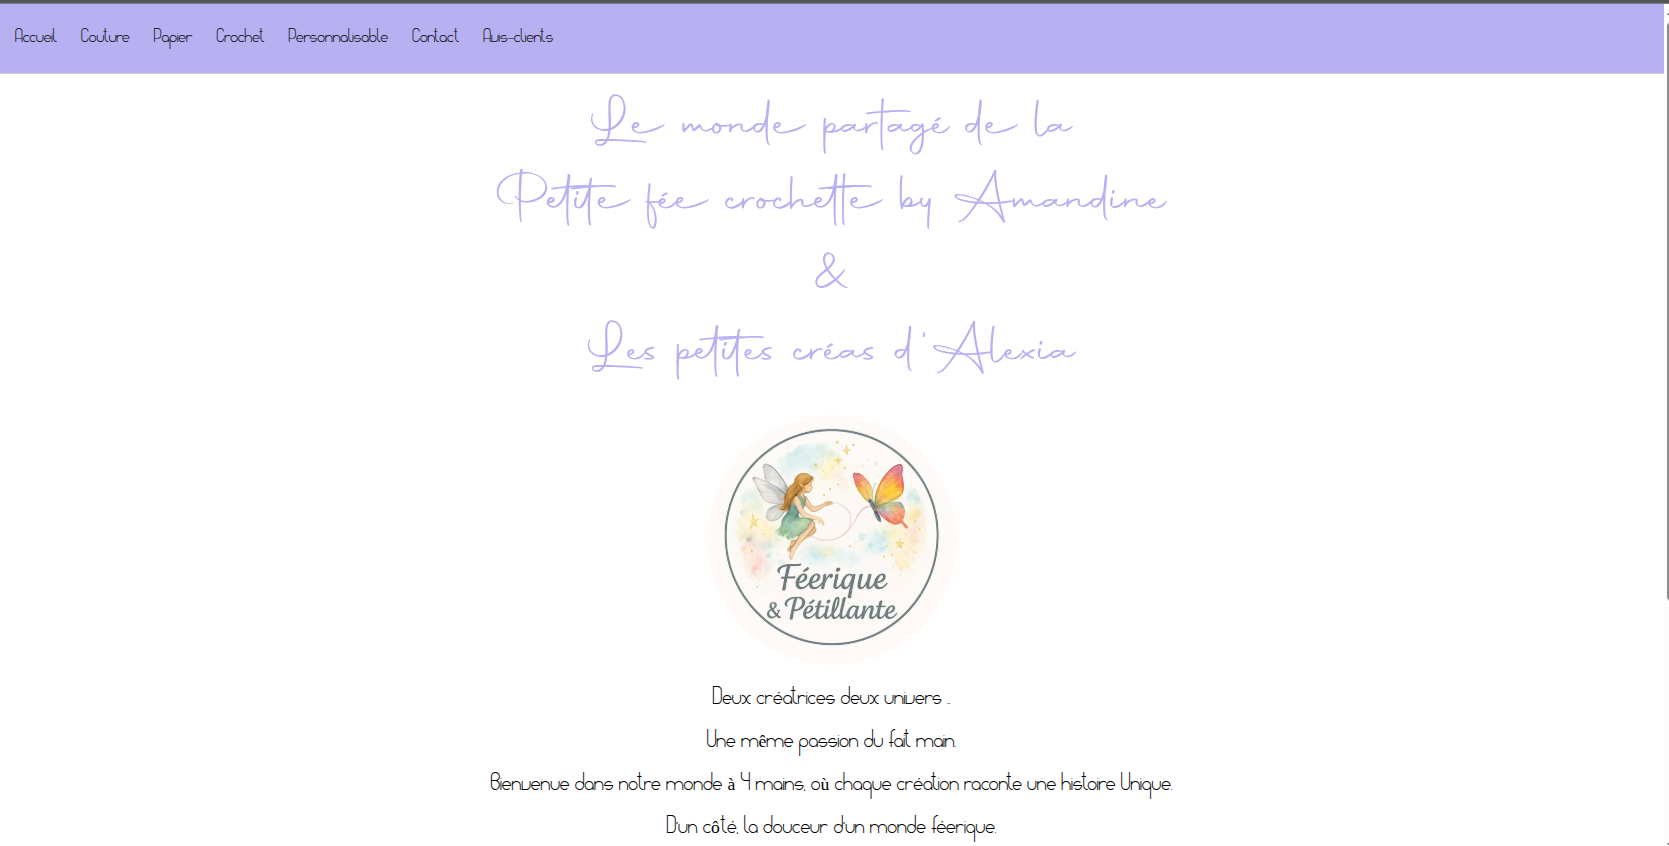 Accueil Couture Papier Crochet Personnalisable Contact Avis-clients
Le monde partagé de la
Petite fée crochette by Amandine
&
Les petites créas d'Alexia
Féerique
& Pétillante
Deux créatrices deux univers ..
Une même passion du fait main.
Bienvenue dans notre monde à 4 mains, où chaque création raconte une histoire Unique.
D'un côté, la douceur d'un monde féerique.